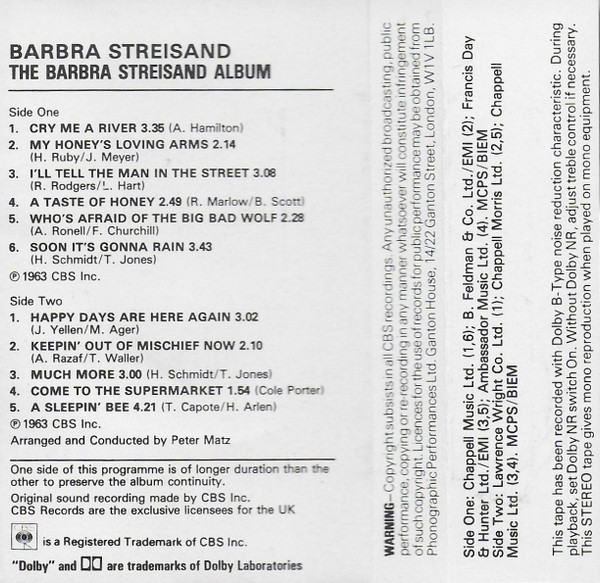 BARBRA STREISAND
THE BARBRA STREISAND ALBUM
Side One
1. CRY ME A RIVER 3.35 (A. Hamilton)
2. MY HONEY'S LOVING ARMS 2.14
(H. Ruby/J. Meyer)
3. I'LL TELL THE MAN IN THE STREET 3.08
(R. Rodgers/L. Hart)
4. A TASTE OF HONEY 2.49 (R. Marlow/B. Scott)
5. WHO'S AFRAID OF THE BIG BAD WOLF 2.28
(A. Ronell/F. Churchill)
6. SOON IT'S GONNA RAIN 3.43
(H. Schmidt/T. Jones)
℗ 1963 CBS Inc.
Side Two
1. HAPPY DAYS ARE HERE AGAIN 3.02
(J. Yellen/M. Ager)
2. KEEPIN' OUT OF MISCHIEF NOW 2.10
(A. Razaf/T. Waller)
3. MUCH MORE 3.00 (H. Schmidt/T. Jones)
4. COME TO THE SUPERMARKET 1.54 (Cole Porter)
5. A SLEEPIN' BEE 4.21 (T. Capote/H. Arlen)
℗ 1963 CBS Inc.
Arranged and Conducted by Peter Matz
One side of this programme is of longer duration than the
other to preserve the album continuity.
Original sound recording made by CBS Inc.
CBS Records are the exclusive licensees for the UK
is a Registered Trademark of CBS Inc.
"Dolby" and are trademarks of Dolby Laboratories
WARNING–Copyright subsists in all CBS recordings. Any unauthorized broadcasting, public
performance, copying or re-recording in any manner whatsoever will constitute infringement
of such copyright. Licences for the use of records for public performance may be obtained from
Phonographic Performances Ltd. Ganton House, 14/22 Ganton Street, London, W1V 1LB.
Side One: Chappell Music Ltd. (1,6); B. Feldman & Co. Ltd./EMI (2); Francis Day
& Hunter Ltd./EMI (3,5); Ambassador Music Ltd. (4). MCPS/BIEM
Side Two: Lawrence Wright Co. Ltd. (1); Chappell Morris Ltd. (2,5); Chappell
Music Ltd. (3,4). MCPS/BIEM
This tape has been recorded with Dolby B-Type noise reduction characteristic. During
playback, set Dolby NR switch On. Without Dolby NR, adjust treble control if necessary.
This STEREO tape gives mono reproduction when played on mono equipment.